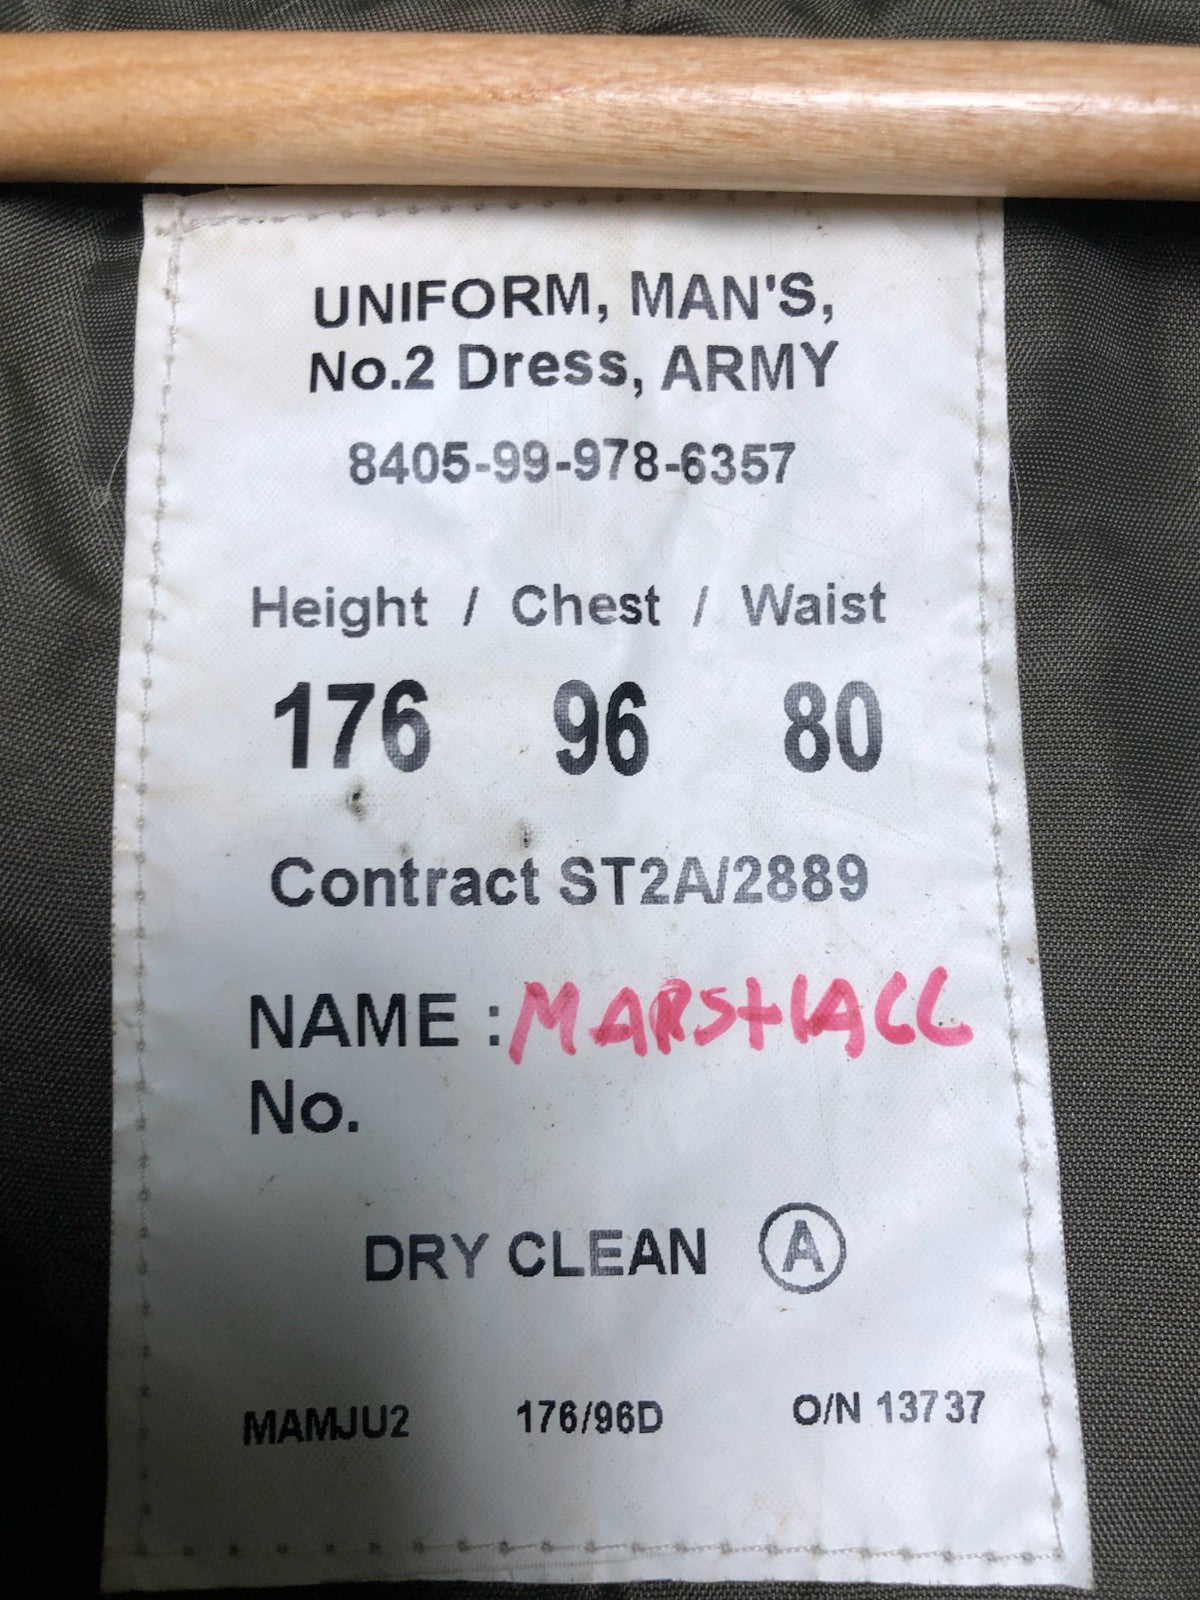 UNIFORM, MAN'S,
No.2 Dress, ARMY
8405-99-978-6357
Height / Chest / Waist
176 96 80
Contract ST2A/2889
NAME : MARSHALL
No.
DRY CLEAN A
MAMJU2 176/96D O/N 13737